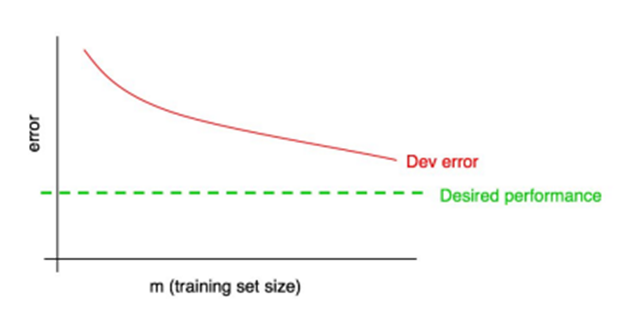 error
Dev error
Desired performance
m (training set size)